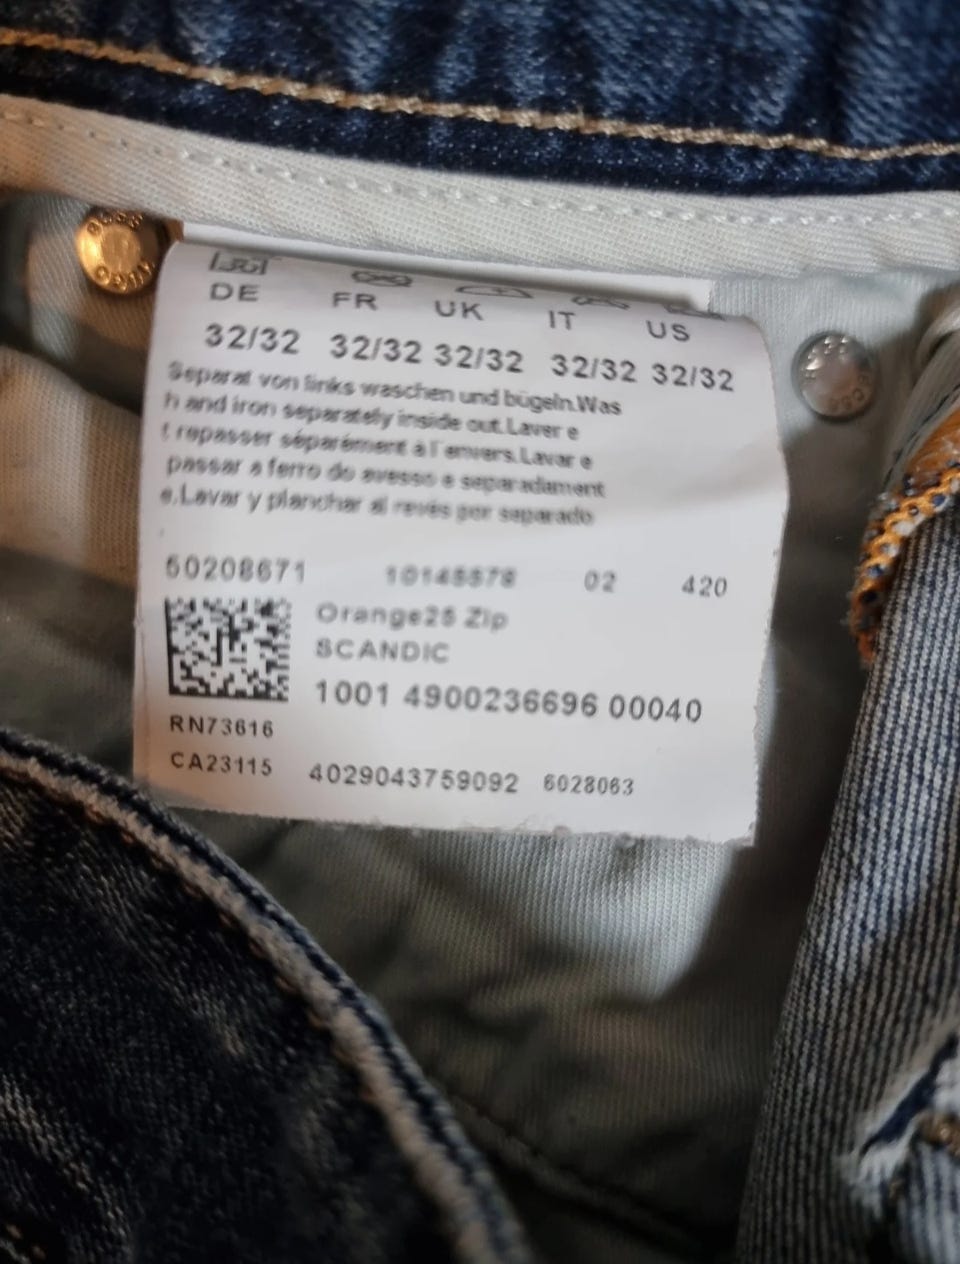 DE FR UK IT US
32/32 32/32 32/32 32/32 32/32
Separat von links waschen und bügeln.Was
h and iron separately inside out.Laver e
t repasser séparément à l'envers.Lavar e
passar a ferro do avesso e separadament
e.Lavar y planchar al revés por separado
50208671 10145578 02 420
Orange25 Zip
SCANDIC
1001 4900236696 00040
RN73616
CA23115 4029043759092 6028063